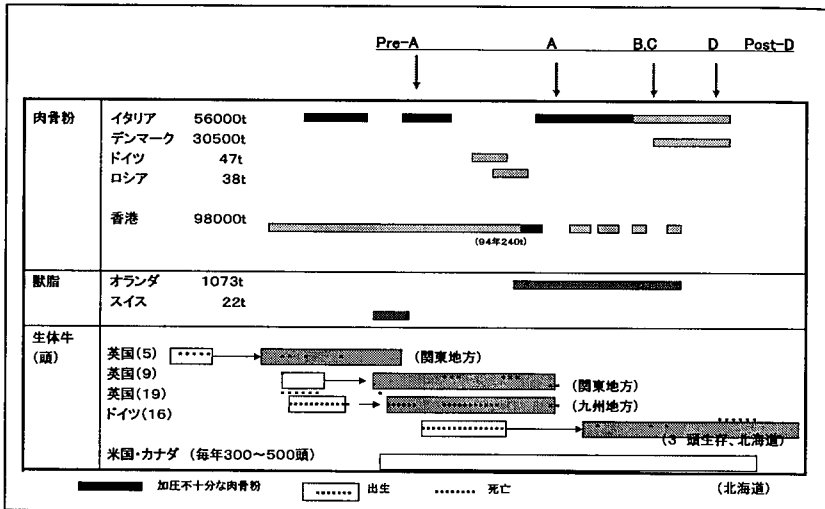 Pre-A A B,C D Post-D
肉骨粉 イタリア 56000t
デンマーク 30500t
ドイツ 47t
ロシア 38t
香港 98000t
(94年240t)
獣脂 オランダ 1073t
スイス 22t
生体牛
(頭)
英国(5) (関東地方)
英国(9) (関東地方)
英国(19) (九州地方)
ドイツ(16)
(3 頭生存、北海道)
米国・カナダ (毎年300～500頭)
加圧不十分な肉骨粉 出生 死亡 (北海道)